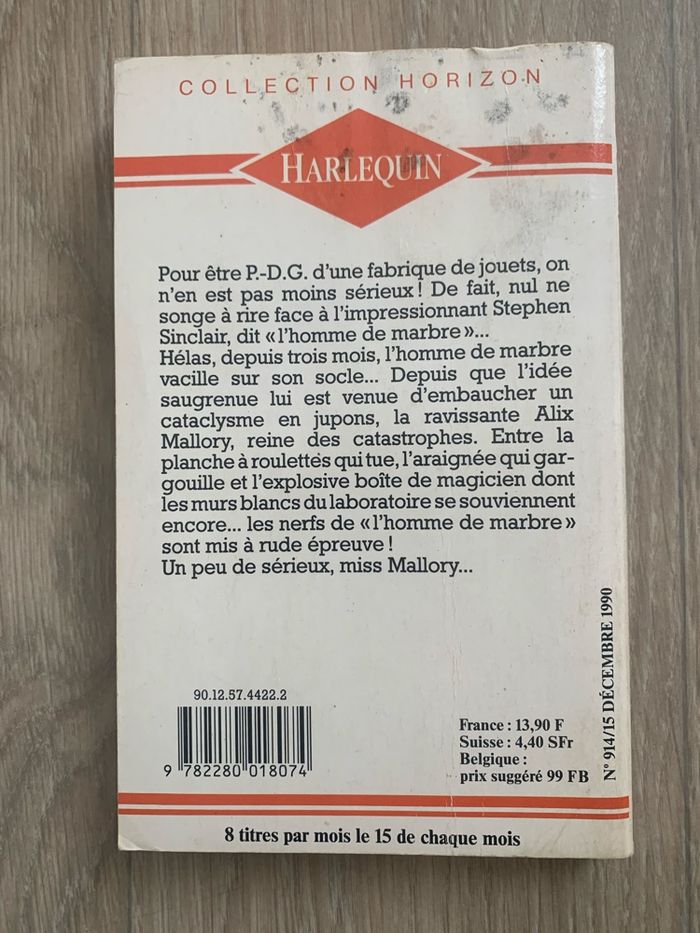 COLLECTION HORIZON
HARLEQUIN
Pour être P.-D.G. d'une fabrique de jouets, on
n'en est pas moins sérieux ! De fait, nul ne
songe à rire face à l'impressionnant Stephen
Sinclair, dit «l'homme de marbre»...
Hélas, depuis trois mois, l'homme de marbre
vacille sur son socle... Depuis que l'idée
saugrenue lui est venue d'embaucher un
cataclysme en jupons, la ravissante Alix
Mallory, reine des catastrophes. Entre la
planche à roulettes qui tue, l'araignée qui gar-
gouille et l'explosive boîte de magicien dont
les murs blancs du laboratoire se souviennent
encore... les nerfs de «l'homme de marbre»
sont mis à rude épreuve !
Un peu de sérieux, miss Mallory...
90.12.57.4422.2
9 782280 018074
France : 13,90 F
Suisse : 4,40 SFr
Belgique :
prix suggéré 99 FB
N° 914/15 DÉCEMBRE 1990
8 titres par mois le 15 de chaque mois